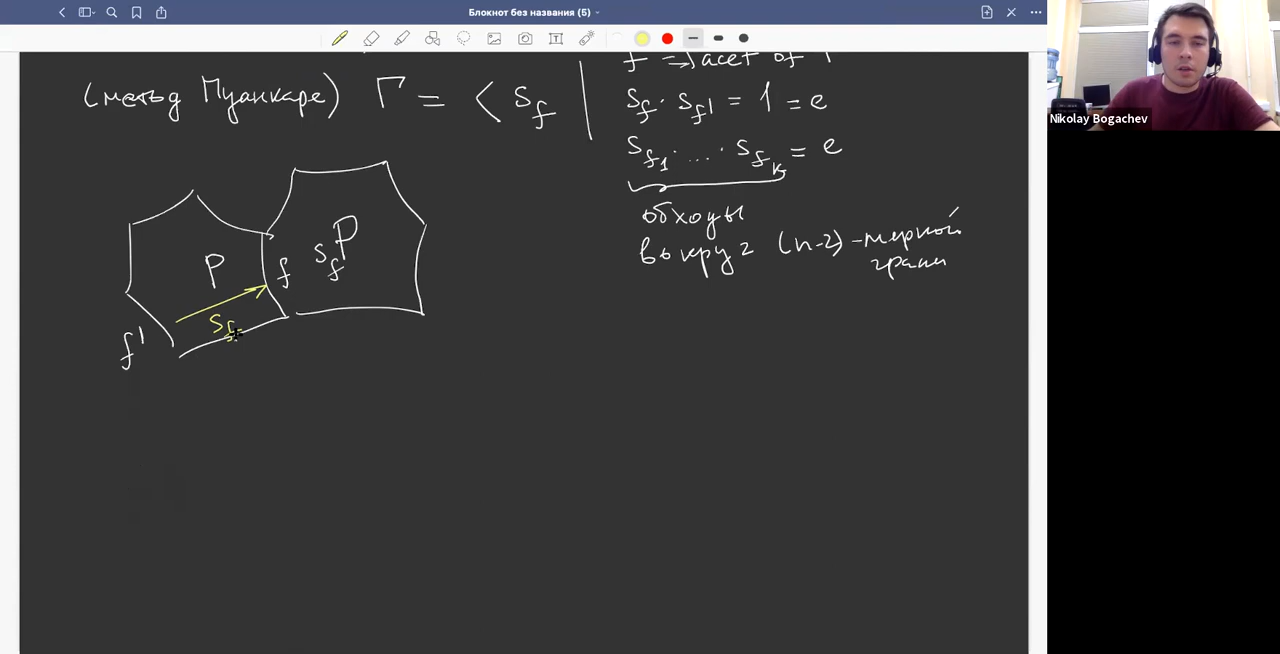 Блокнот без названия (5)
f - facet of P
(метод Пуанкаре) Γ = ⟨ s_f |
s_f · s_f' = 1 = e
s_f₁ · … · s_fₖ = e
обходы
вокруг (n-2)-мерной
грани
P
f
s_f P
s_f
f'
Nikolay Bogachev